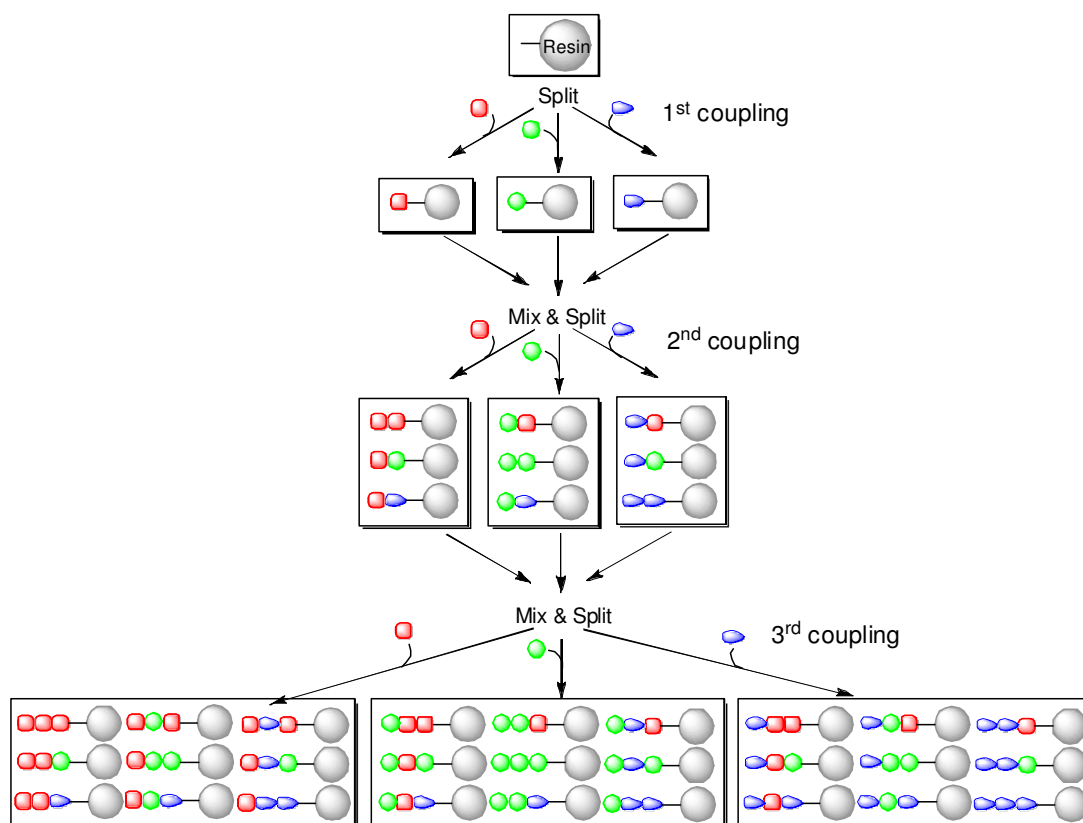 Resin
Split
1st coupling
Mix & Split
2nd coupling
Mix & Split
3rd coupling